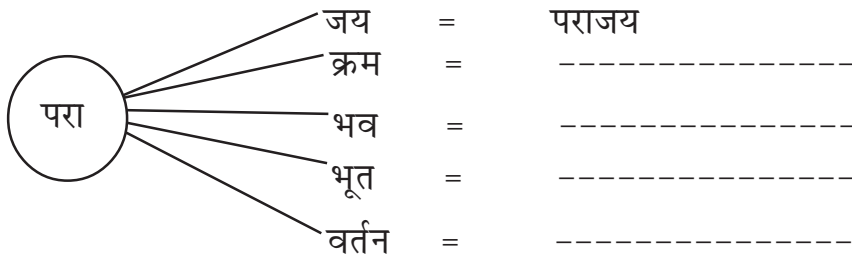 जय = पराजय
क्रम = ---------------
परा
भव = ---------------
भूत = ---------------
वर्तन = ---------------